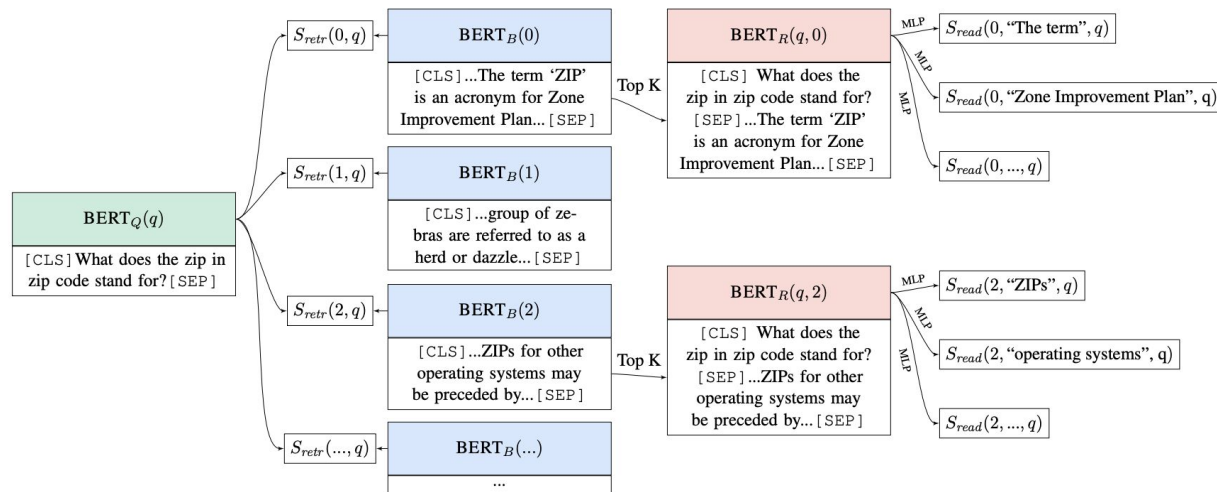 BERT_Q(q)
[CLS]What does the zip in
zip code stand for?[SEP]
S_retr(0, q)
S_retr(1, q)
S_retr(2, q)
S_retr(..., q)
BERT_B(0)
[CLS]...The term ‘ZIP’
is an acronym for Zone
Improvement Plan...[SEP]
BERT_B(1)
[CLS]...group of ze-
bras are referred to as a
herd or dazzle...[SEP]
BERT_B(2)
[CLS]...ZIPs for other
operating systems may
be preceded by...[SEP]
BERT_B(...)
...
Top K
Top K
BERT_R(q, 0)
[CLS] What does the
zip in zip code stand for?
[SEP]...The term ‘ZIP’
is an acronym for Zone
Improvement Plan...[SEP]
BERT_R(q, 2)
[CLS] What does the
zip in zip code stand for?
[SEP]...ZIPs for other
operating systems may
be preceded by...[SEP]
MLP
MLP
MLP
S_read(0, “The term”, q)
S_read(0, “Zone Improvement Plan”, q)
S_read(0, ..., q)
MLP
MLP
MLP
S_read(2, “ZIPs”, q)
S_read(2, “operating systems”, q)
S_read(2, ..., q)